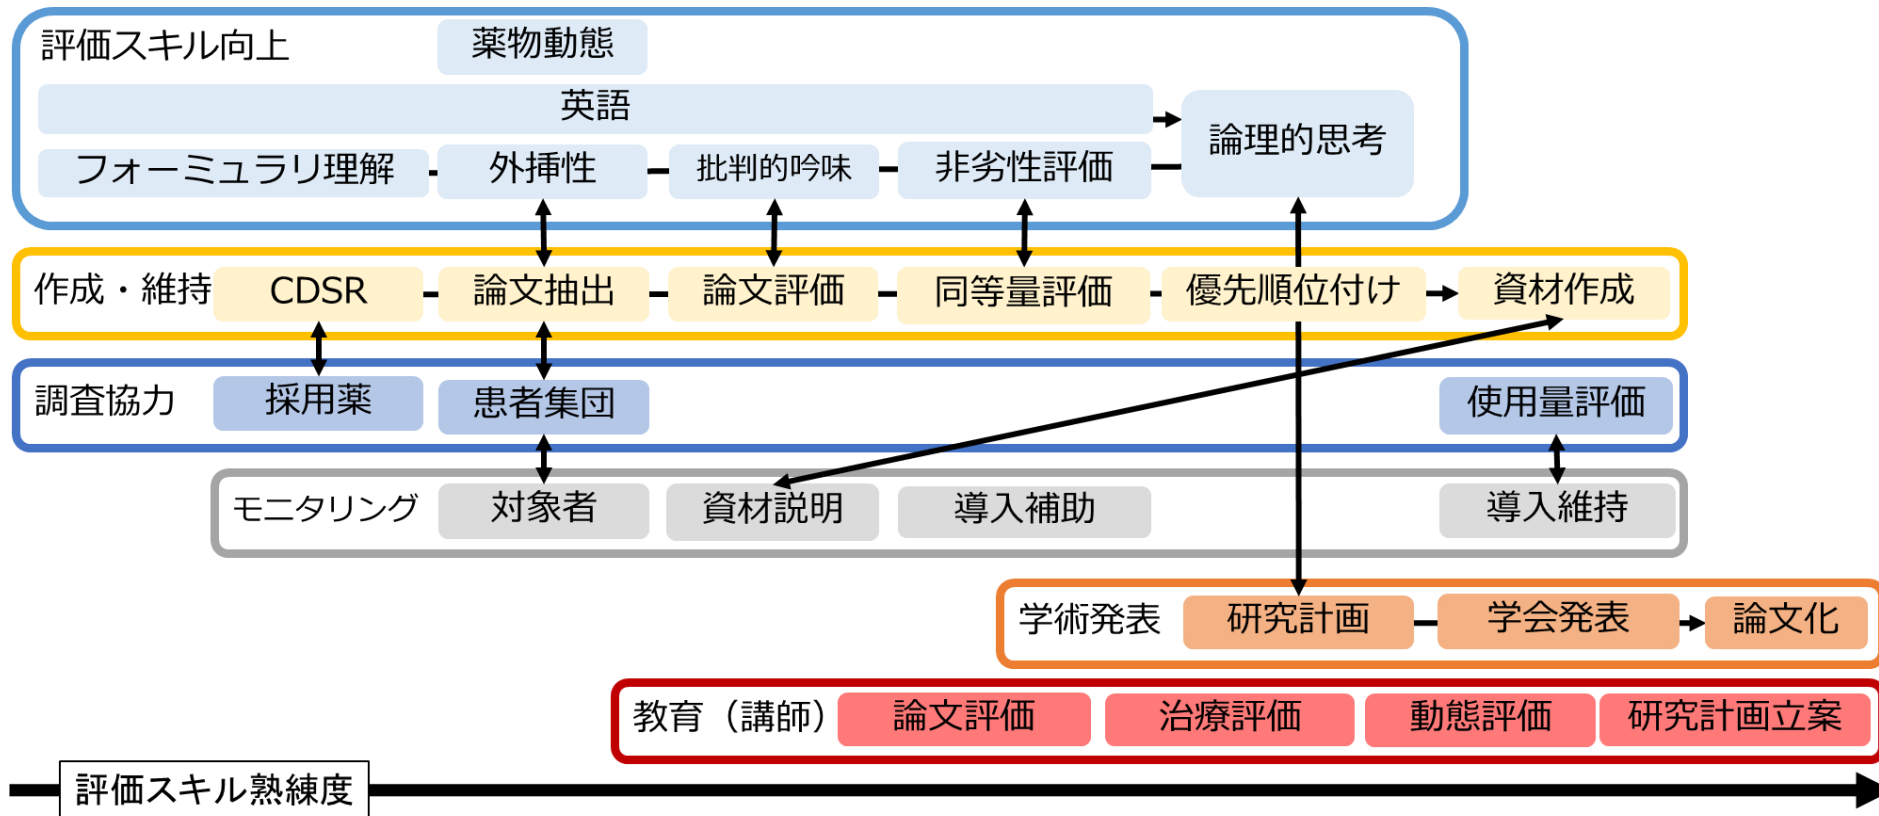 評価スキル向上
薬物動態
英語
論理的思考
フォーミュラリ理解
外挿性
批判的吟味
非劣性評価
作成・維持
CDSR
論文抽出
論文評価
同等量評価
優先順位付け
資材作成
調査協力
採用薬
患者集団
使用量評価
モニタリング
対象者
資材説明
導入補助
導入維持
学術発表
研究計画
学会発表
論文化
教育（講師）
論文評価
治療評価
動態評価
研究計画立案
評価スキル熟練度